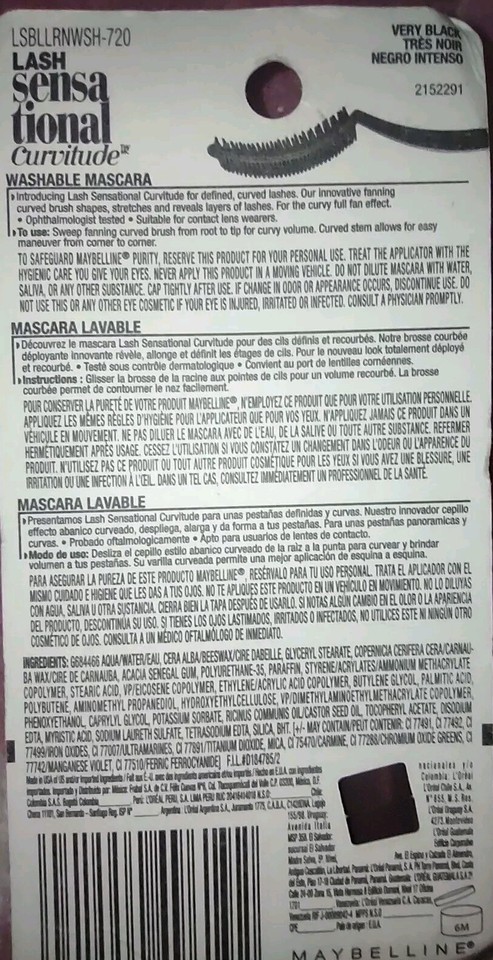 LSBLLRNWSH-720
VERY BLACK
TRÈS NOIR
NEGRO INTENSO
2152291
LASH
sensa
tional
Curvitude™
WASHABLE MASCARA
Introducing Lash Sensational Curvitude for defined, curved lashes. Our innovative fanning
curved brush shapes, stretches and reveals layers of lashes. For the curvy full fan effect.
• Ophthalmologist tested • Suitable for contact lens wearers.
To use: Sweep fanning curved brush from root to tip for curvy volume. Curved stem allows for easy
maneuver from corner to corner.
TO SAFEGUARD MAYBELLINE® PURITY, RESERVE THIS PRODUCT FOR YOUR PERSONAL USE. TREAT THE APPLICATOR WITH THE
HYGIENIC CARE YOU GIVE YOUR EYES. NEVER APPLY THIS PRODUCT IN A MOVING VEHICLE. DO NOT DILUTE MASCARA WITH WATER,
SALIVA, OR ANY OTHER SUBSTANCE. CAP TIGHTLY AFTER USE. IF CHANGE IN ODOR OR APPEARANCE OCCURS, DISCONTINUE USE. DO
NOT USE THIS OR ANY OTHER EYE COSMETIC IF YOUR EYE IS INJURED, IRRITATED OR INFECTED. CONSULT A PHYSICIAN PROMPTLY.
MASCARA LAVABLE
Découvrez le mascara Lash Sensational Curvitude pour des cils définis et recourbés. Notre brosse courbée
déployante innovante révèle, allonge et définit les étages de cils. Pour le nouveau look totalement déployé
et recourbé. • Testé sous contrôle dermatologique • Convient au port de lentilles cornéennes.
Instructions : Glisser la brosse de la racine aux pointes de cils pour un volume recourbé. La brosse
courbée permet de contourner le nez facilement.
POUR CONSERVER LA PURETÉ DE VOTRE PRODUIT MAYBELLINE®, N'EMPLOYEZ CE PRODUIT QUE POUR VOTRE UTILISATION PERSONNELLE.
APPLIQUEZ LES MÊMES RÈGLES D'HYGIÈNE POUR L'APPLICATEUR QUE POUR VOS YEUX. N'APPLIQUEZ JAMAIS CE PRODUIT DANS UN
VÉHICULE EN MOUVEMENT. NE PAS DILUER LE MASCARA AVEC DE L'EAU, DE LA SALIVE OU TOUTE AUTRE SUBSTANCE. REFERMER
HERMÉTIQUEMENT APRÈS USAGE. CESSEZ L'UTILISATION SI VOUS CONSTATEZ UN CHANGEMENT DANS L'ODEUR OU L'APPARENCE DU
PRODUIT. N'UTILISEZ PAS CE PRODUIT OU TOUT AUTRE PRODUIT COSMÉTIQUE POUR LES YEUX SI VOUS AVEZ UNE BLESSURE, UNE
IRRITATION OU UNE INFECTION À L'ŒIL. DANS UN TEL CAS, CONSULTEZ IMMÉDIATEMENT UN PROFESSIONNEL DE LA SANTÉ.
MASCARA LAVABLE
Presentamos Lash Sensational Curvitude para unas pestañas definidas y curvas. Nuestro innovador cepillo
efecto abanico curveado, despliega, alarga y da forma a tus pestañas. Para unas pestañas panoramicas y
curvas. • Probado oftalmologicamente • Apto para usuarios de lentes de contacto.
Modo de uso: Desliza el cepillo estilo abanico curveado de la raiz a la punta para curvear y brindar
volumen a tus pestañas. Su varilla curveada permite una mejor aplicación de esquina a esquina.
PARA ASEGURAR LA PUREZA DE ESTE PRODUCTO MAYBELLINE®, RESÉRVALO PARA TU USO PERSONAL. TRATA EL APLICADOR CON EL
MISMO CUIDADO E HIGIENE QUE LES DAS A TUS OJOS. NO TE APLIQUES ESTE PRODUCTO EN UN VEHÍCULO EN MOVIMIENTO. NO LO DILUYAS
CON AGUA, SALIVA U OTRA SUSTANCIA. CIERRA BIEN LA TAPA DESPUÉS DE USARLO. SI NOTAS ALGÚN CAMBIO EN EL OLOR O LA APARIENCIA
DEL PRODUCTO, DESCONTINÚA SU USO. SI TIENES LOS OJOS LASTIMADOS, IRRITADOS O INFECTADOS, NO UTILICES ESTE NI NINGÚN OTRO
COSMÉTICO DE OJOS. CONSULTA A UN MÉDICO OFTALMÓLOGO DE INMEDIATO.
INGREDIENTS: G884466 AQUA/WATER/EAU, CERA ALBA/BEESWAX/CIRE DABEILLE, GLYCERYL STEARATE, COPERNICIA CERIFERA CERA/CARNAU-
BA WAX/CIRE DE CARNAUBA, ACACIA SENEGAL GUM, POLYURETHANE-35, PARAFFIN, STYRENE/ACRYLATES/AMMONIUM METHACRYLATE
COPOLYMER, STEARIC ACID, VP/EICOSENE COPOLYMER, ETHYLENE/ACRYLIC ACID COPOLYMER, BUTYLENE GLYCOL, PALMITIC ACID,
POLYBUTENE, AMINOMETHYL PROPANEDIOL, HYDROXYETHYLCELLULOSE, VP/DIMETHYLAMINOETHYLMETHACRYLATE COPOLYMER,
PHENOXYETHANOL, CAPRYLYL GLYCOL, POTASSIUM SORBATE, RICINUS COMMUNIS OIL/CASTOR SEED OIL, TOCOPHERYL ACETATE, DISODIUM
EDTA, MYRISTIC ACID, SODIUM LAURETH SULFATE, TETRASODIUM EDTA, SILICA, BHT. [+/- MAY CONTAIN/PEUT CONTENIR: CI 77491, CI 77492, CI
77499/IRON OXIDES, CI 77007/ULTRAMARINES, CI 77891/TITANIUM DIOXIDE, MICA, CI 75470/CARMINE, CI 77288/CHROMIUM OXIDE GREENS, CI
77742/MANGANESE VIOLET, CI 77510/FERRIC FERROCYANIDE] F.I.L.#D184785/2
6M
MAYBELLINE®